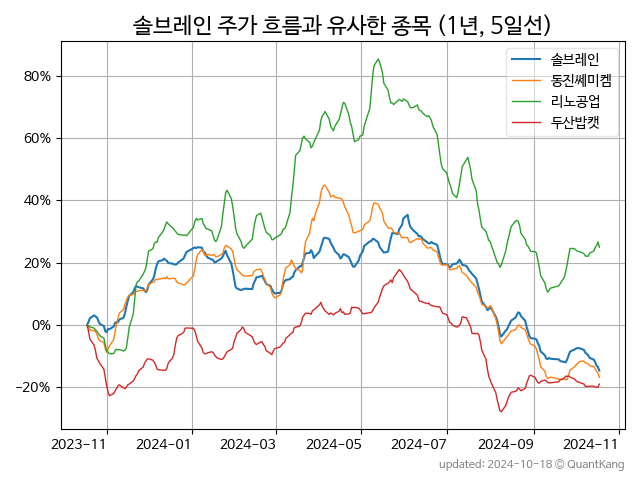 솔브레인 주가 흐름과 유사한 종목 (1년, 5일선)
솔브레인
동진쎄미켐
리노공업
두산밥캣
80%
60%
40%
20%
0%
−20%
2023-11
2024-01
2024-03
2024-05
2024-07
2024-09
2024-11
updated: 2024-10-18 © QuantKang